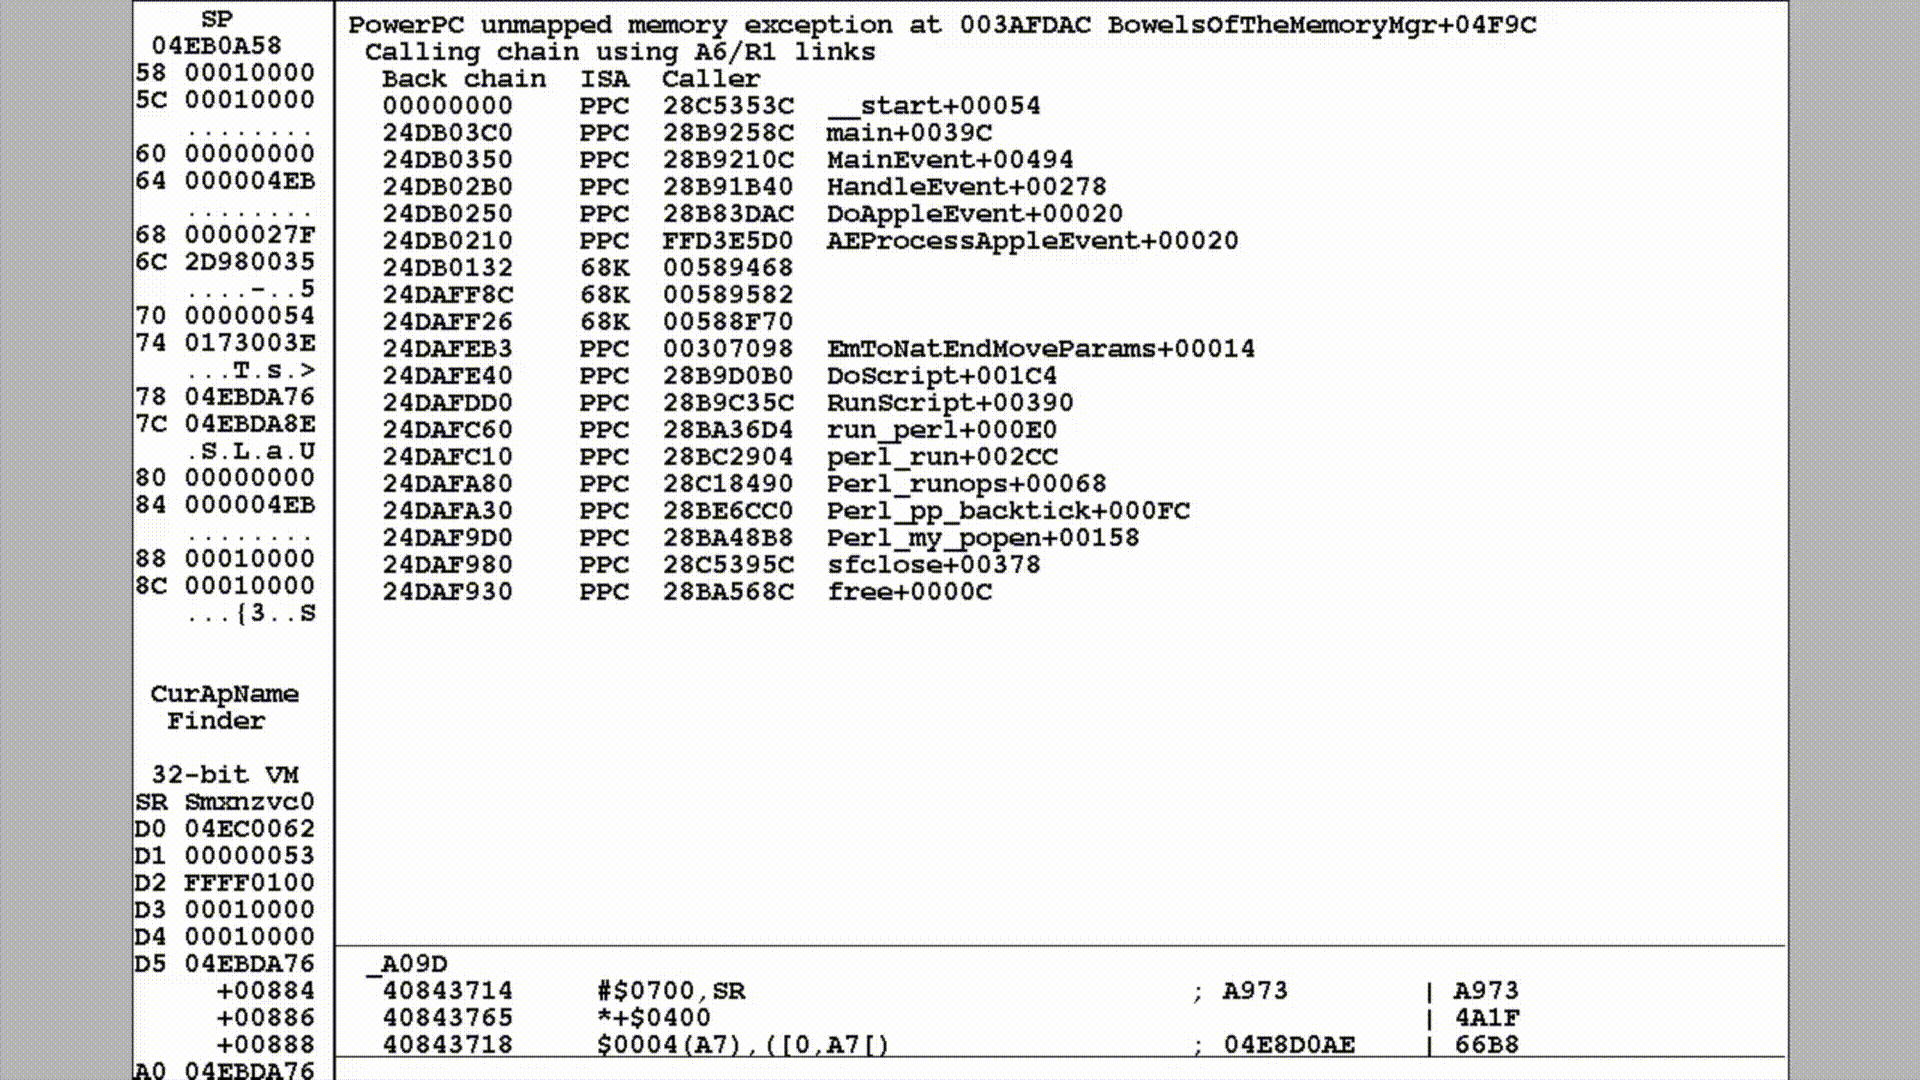 SP
04EB0A58
58 00010000
5C 00010000
........
60 00000000
64 000004EB
........
68 0000027F
6C 2D980035
....-..5
70 00000054
74 0173003E
...T.s.>
78 04EBDA76
7C 04EBDA8E
.S.L.a.U
80 00000000
84 000004EB
........
88 00010000
8C 00010000
...{3..S
CurApName
Finder
32-bit VM
SR Smxnzvc0
D0 04EC0062
D1 00000053
D2 FFFF0100
D3 00010000
D4 00010000
D5 04EBDA76
+00884
+00886
+00888
A0 04EBDA76
PowerPC unmapped memory exception at 003AFDAC BowelsOfTheMemoryMgr+04F9C
Calling chain using A6/R1 links
Back chain ISA Caller
00000000 PPC 28C5353C __start+00054
24DB03C0 PPC 28B9258C main+0039C
24DB0350 PPC 28B9210C MainEvent+00494
24DB02B0 PPC 28B91B40 HandleEvent+00278
24DB0250 PPC 28B83DAC DoAppleEvent+00020
24DB0210 PPC FFD3E5D0 AEProcessAppleEvent+00020
24DB0132 68K 00589468
24DAFF8C 68K 00589582
24DAFF26 68K 00588F70
24DAFEB3 PPC 00307098 EmToNatEndMoveParams+00014
24DAFE40 PPC 28B9D0B0 DoScript+001C4
24DAFDD0 PPC 28B9C35C RunScript+00390
24DAFC60 PPC 28BA36D4 run_perl+000E0
24DAFC10 PPC 28BC2904 perl_run+002CC
24DAFA80 PPC 28C18490 Perl_runops+00068
24DAFA30 PPC 28BE6CC0 Perl_pp_backtick+000FC
24DAF9D0 PPC 28BA48B8 Perl_my_popen+00158
24DAF980 PPC 28C5395C sfclose+00378
24DAF930 PPC 28BA568C free+0000C
_A09D
40843714 #$0700,SR ; A973 | A973
40843765 *+$0400 | 4A1F
40843718 $0004(A7),([0,A7[) ; 04E8D0AE | 66B8